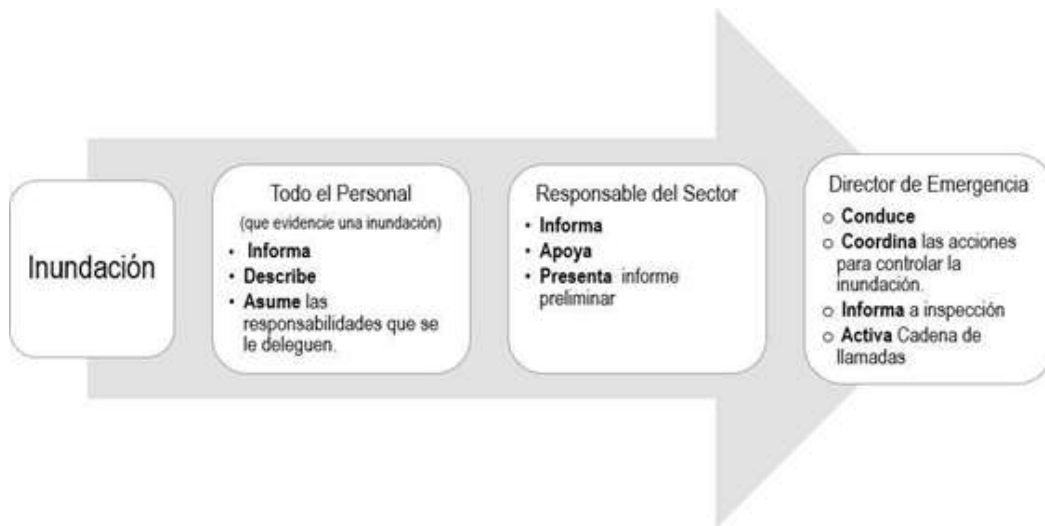 Inundación
Todo el Personal
(que evidencie una inundación)
• Informa
• Describe
• Asume las
responsabilidades que se
le deleguen.
Responsable del Sector
• Informa
• Apoya
• Presenta informe
preliminar
Director de Emergencia
o Conduce
o Coordina las acciones
para controlar la
inundación.
o Informa a inspección
o Activa Cadena de
llamadas